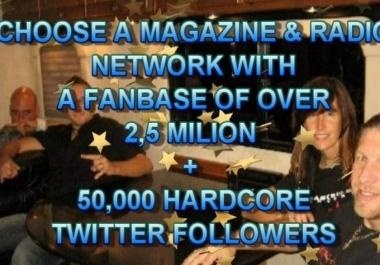 CHOOSE A MAGAZINE & RADIO
NETWORK WITH
A FANBASE OF OVER
2,5 MILION
+
50,000 HARDCORE
TWITTER FOLLOWERS